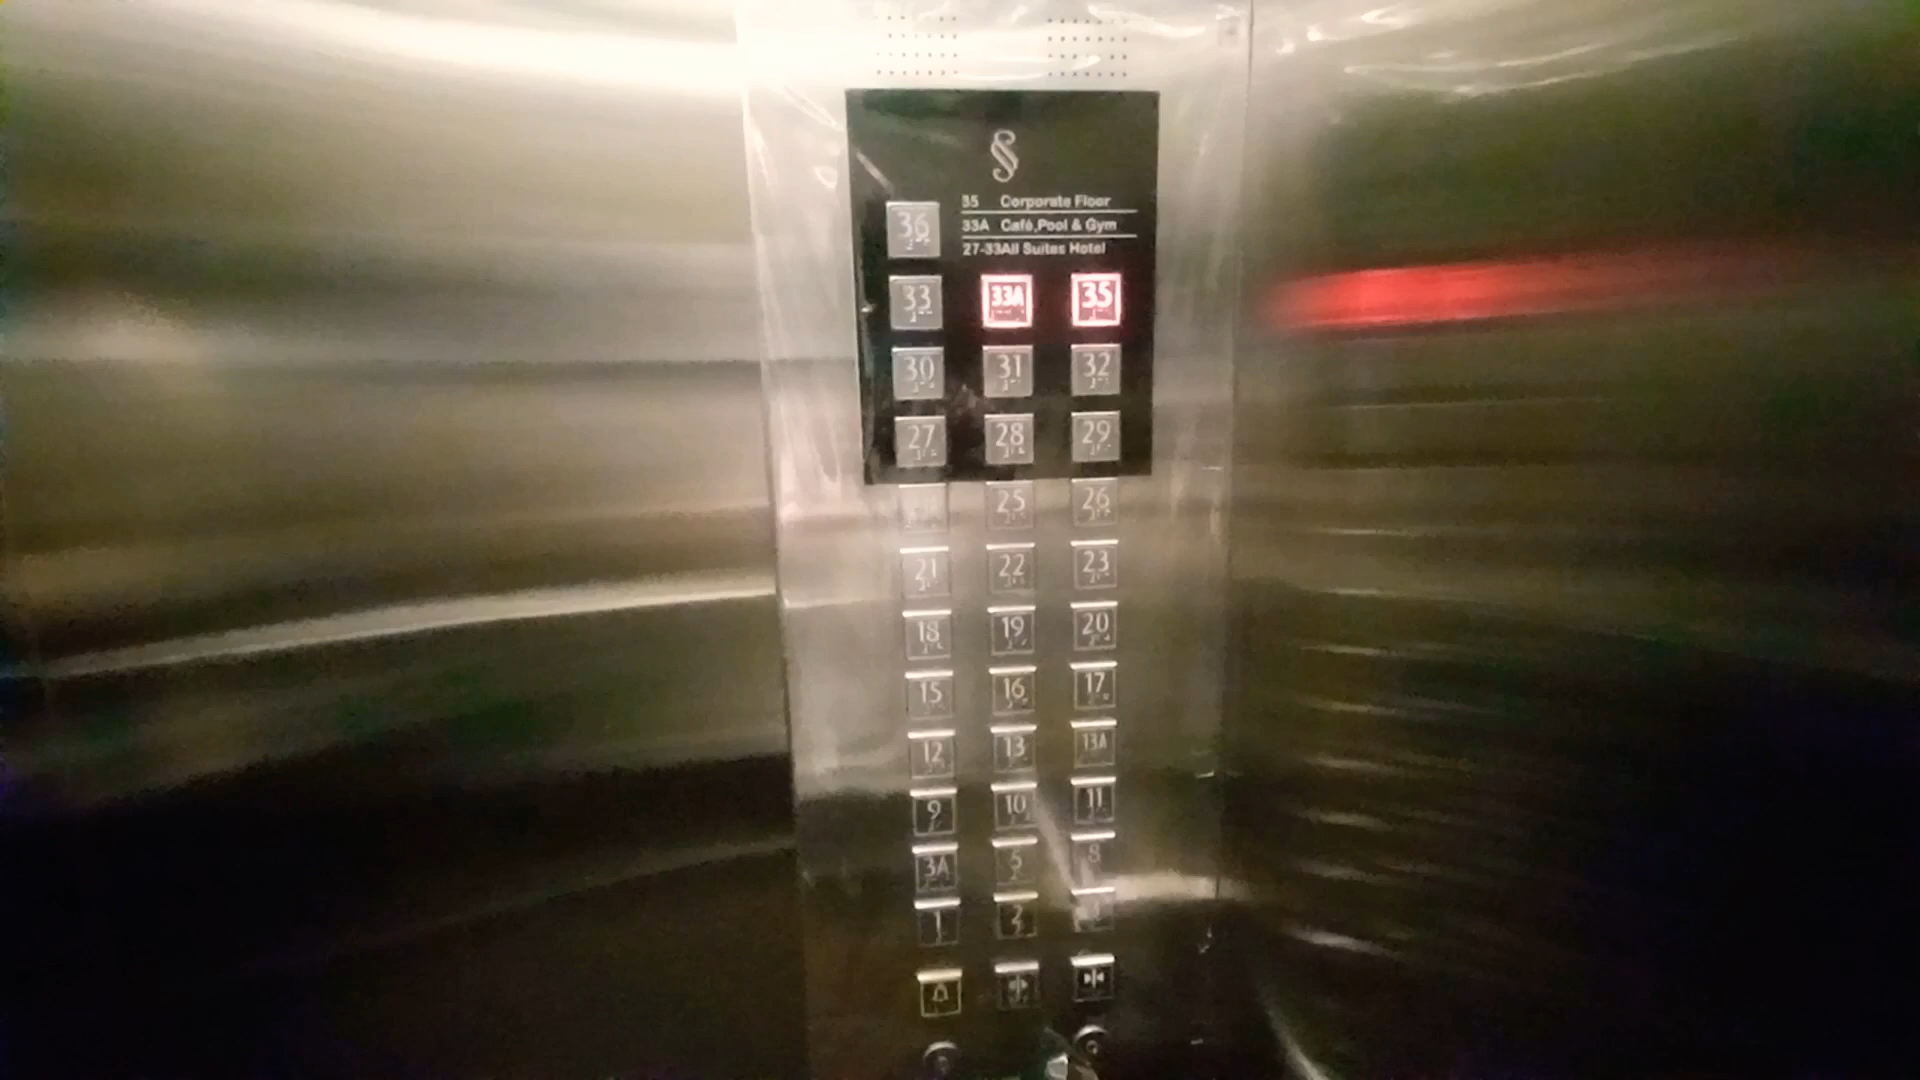 §
35 Corporate Floor
33A Café,Pool & Gym
27-33All Suites Hotel
36
33 33A 35
30 31 32
27 28 29
25 26
21 22 23
18 19 20
15 16 17
12 13 13A
9 10 11
3A 5 8
1 2